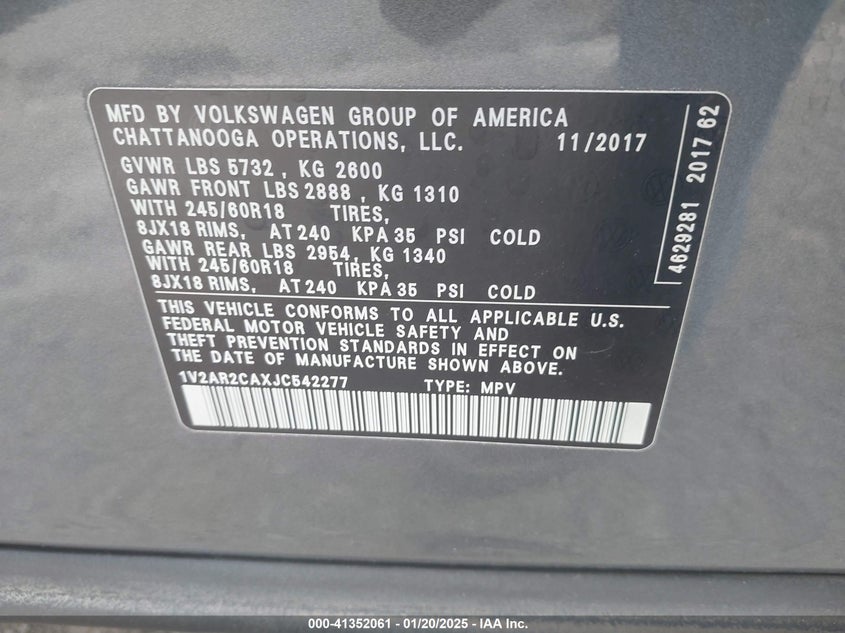 MFD BY VOLKSWAGEN GROUP OF AMERICA
CHATTANOOGA OPERATIONS, LLC. 11/2017
GVWR LBS 5732 , KG 2600
GAWR FRONT LBS 2888 , KG 1310
WITH 245/60R18 TIRES,
8JX18 RIMS, AT 240 KPA 35 PSI COLD
GAWR REAR LBS 2954, KG 1340
WITH 245/60R18 TIRES,
8JX18 RIMS, AT 240 KPA 35 PSI COLD
THIS VEHICLE CONFORMS TO ALL APPLICABLE U.S.
FEDERAL MOTOR VEHICLE SAFETY AND
THEFT PREVENTION STANDARDS IN EFFECT ON
THE DATE OF MANUFACTURE SHOWN ABOVE.
1V2AR2CAXJC542277 TYPE: MPV
4629281 2017 62
000-41352061 - 01/20/2025 - IAA Inc.